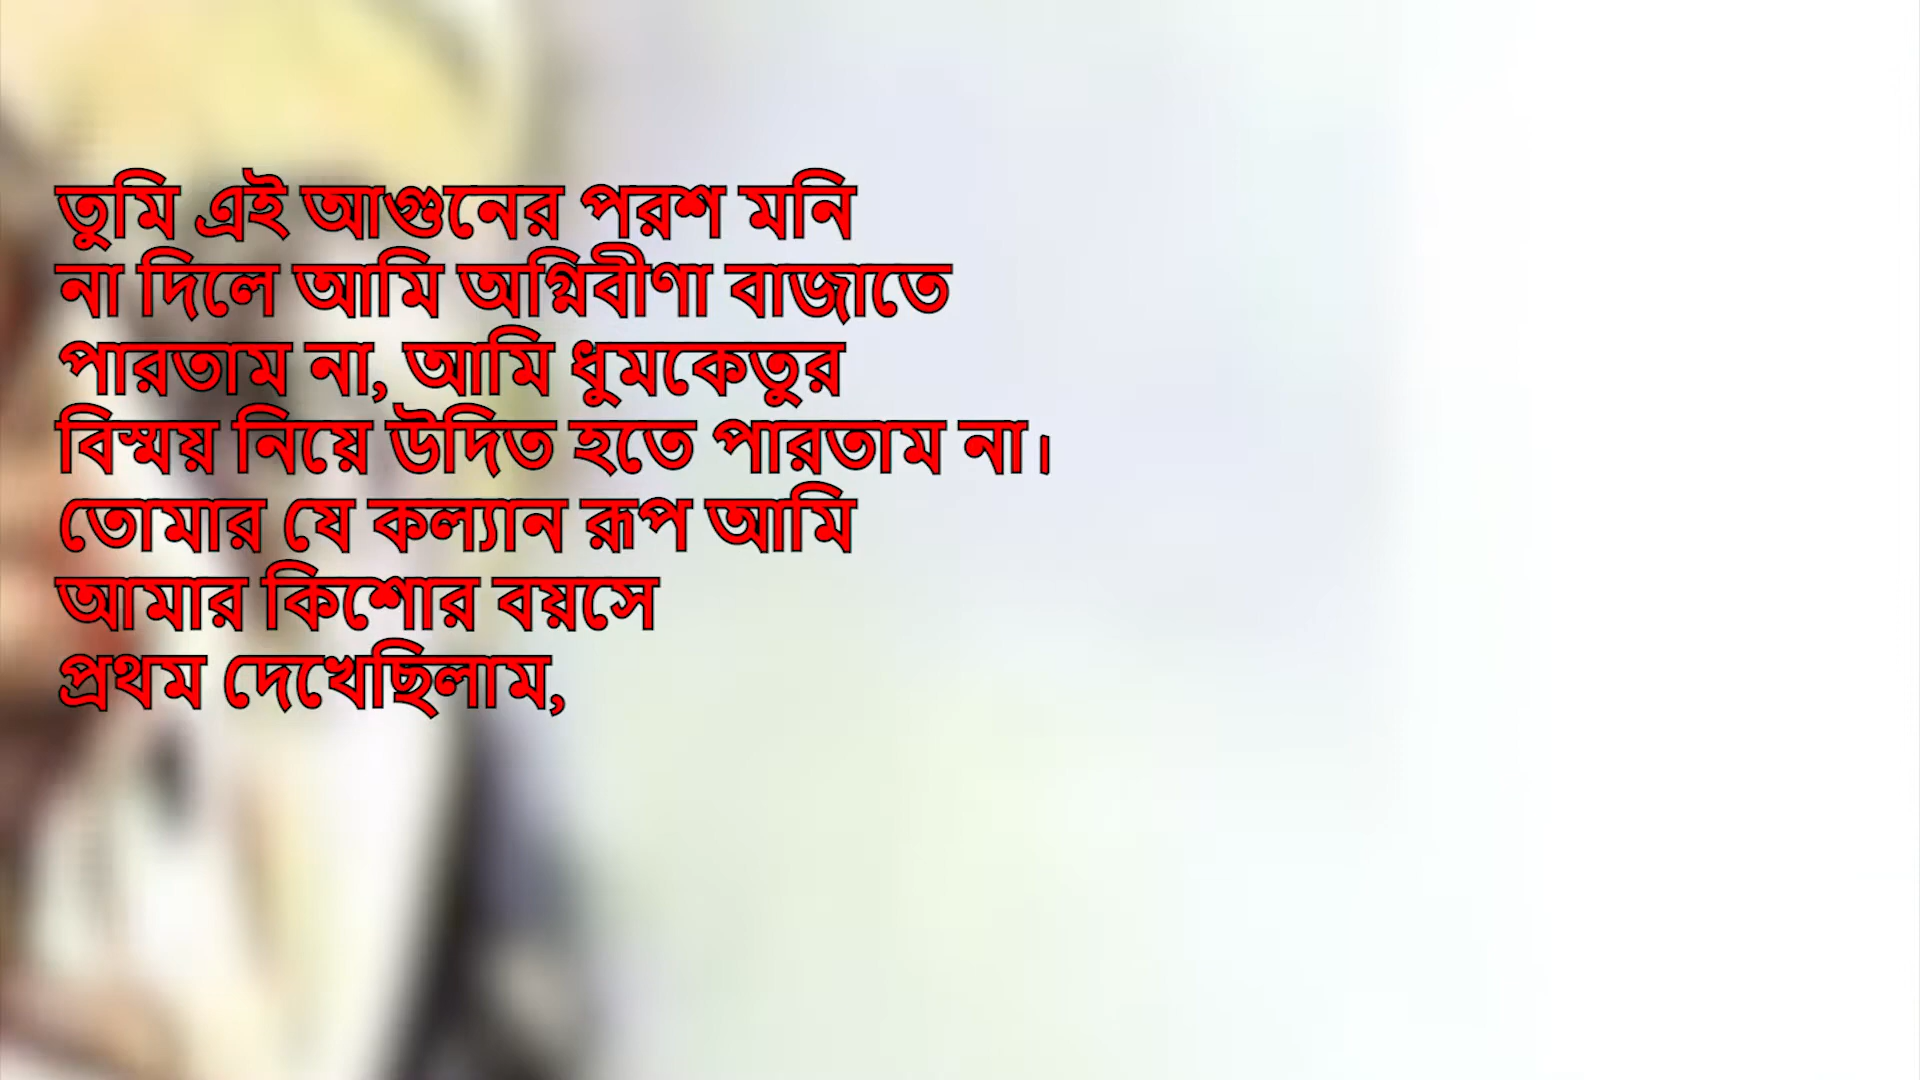 তুমি এই আগুনের পরশ মনি
না দিলে আমি অগ্নিবীণা বাজাতে
পারতাম না, আমি ধুমকেতুর
বিস্ময় নিয়ে উদিত হতে পারতাম না।
তোমার যে কল্যান রূপ আমি
আমার কিশোর বয়সে
প্রথম দেখেছিলাম,